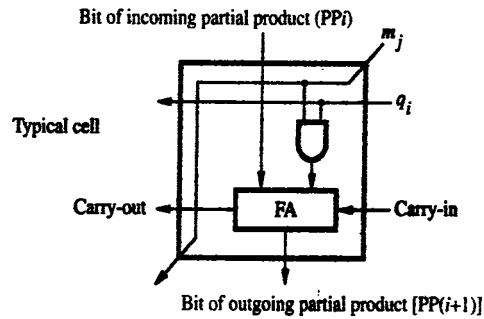 Bit of incoming partial product (PPi)
m_j
q_i
Typical cell
Carry-out
FA
Carry-in
Bit of outgoing partial product [PP(i+1)]